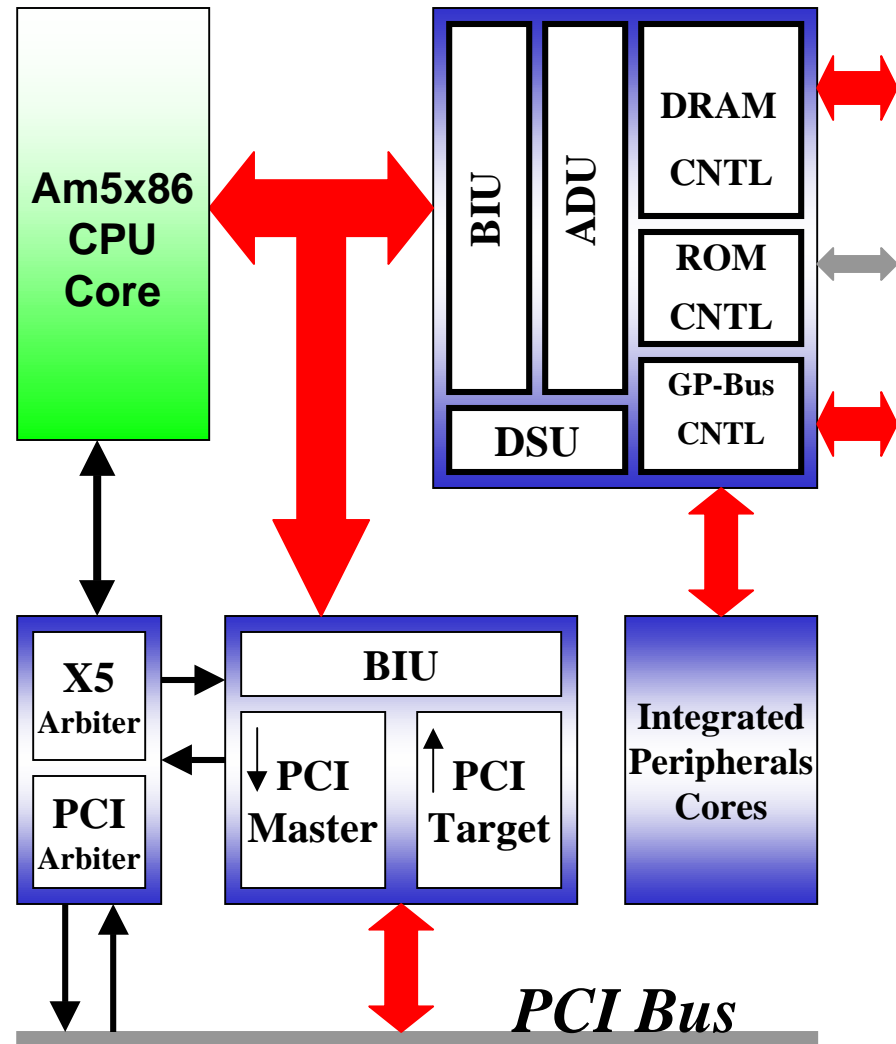 Am5x86
CPU
Core
BIU
ADU
DRAM
CNTL
ROM
CNTL
GP-Bus
CNTL
DSU
X5
Arbiter
PCI
Arbiter
BIU
PCI
Master
PCI
Target
Integrated
Peripherals
Cores
PCI Bus